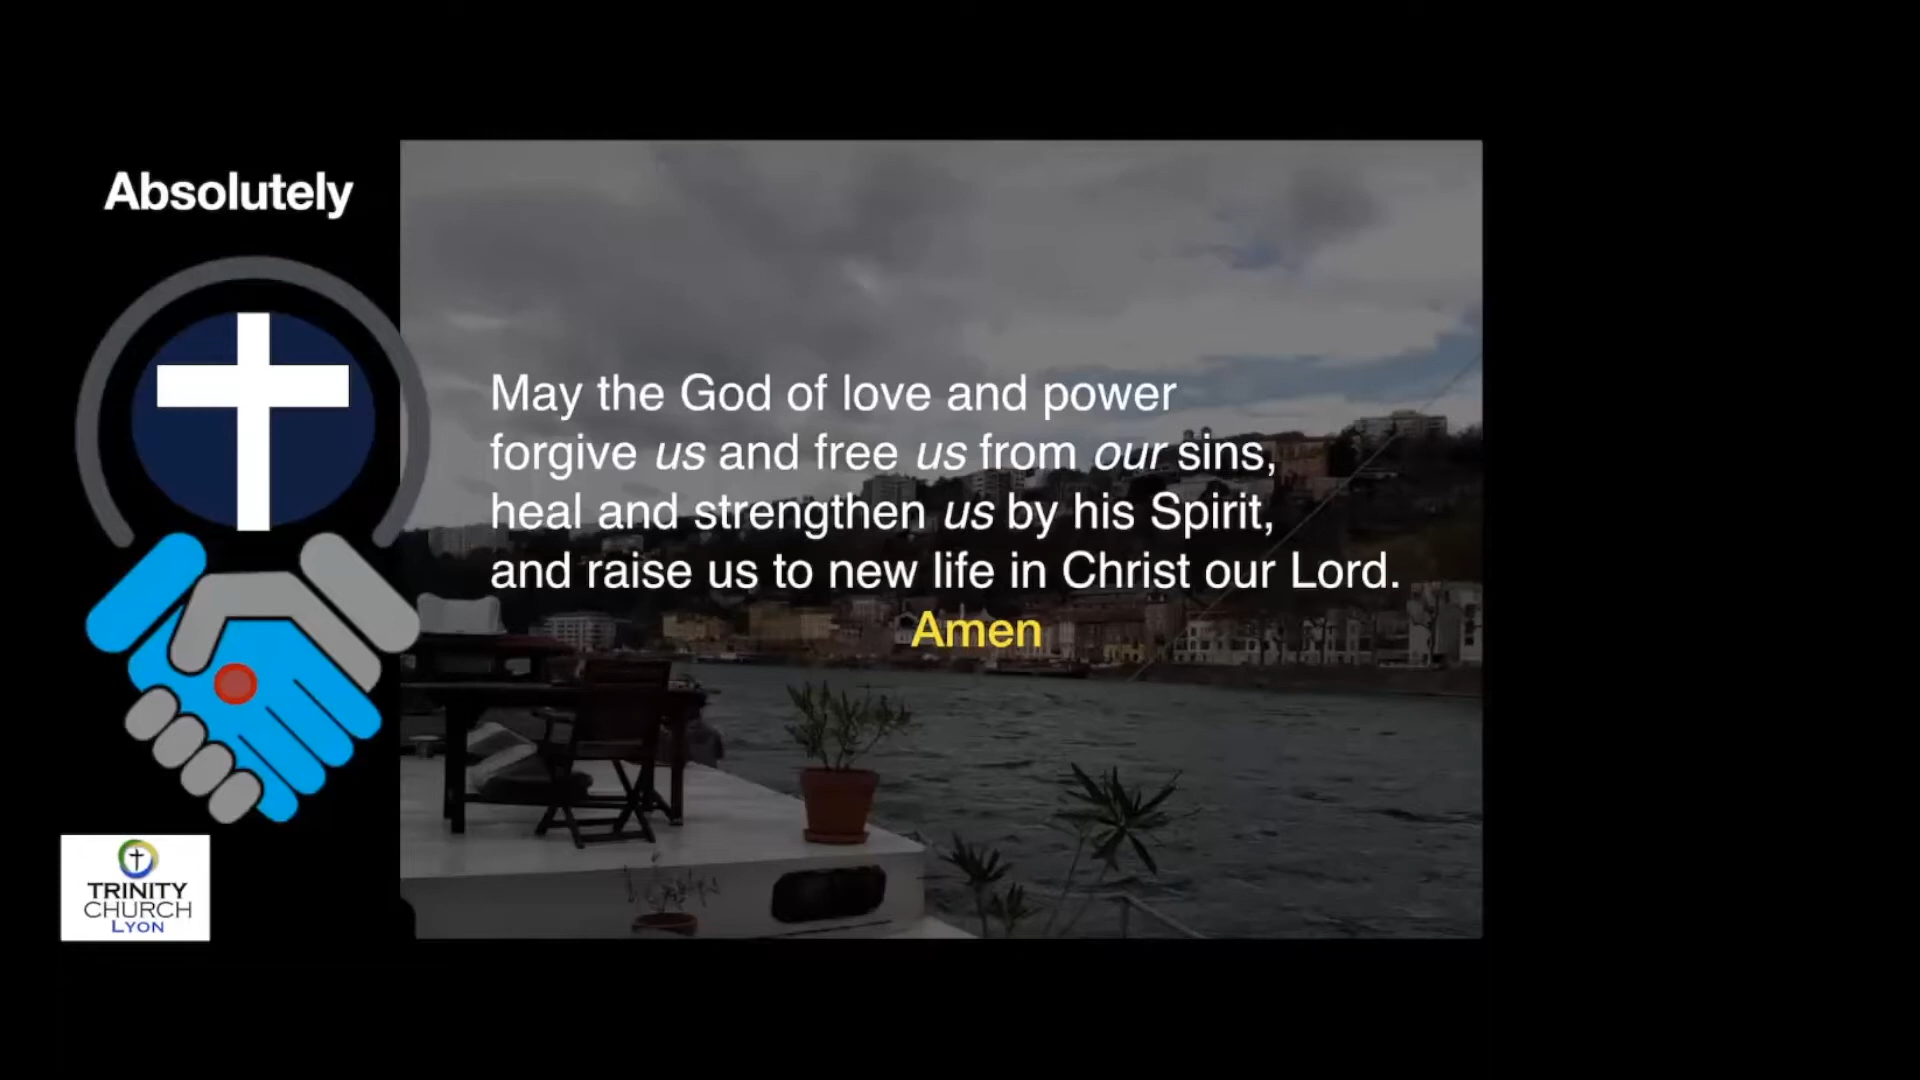 Absolutely
May the God of love and power
forgive us and free us from our sins,
heal and strengthen us by his Spirit,
and raise us to new life in Christ our Lord.
Amen
TRINITY
CHURCH
LYON